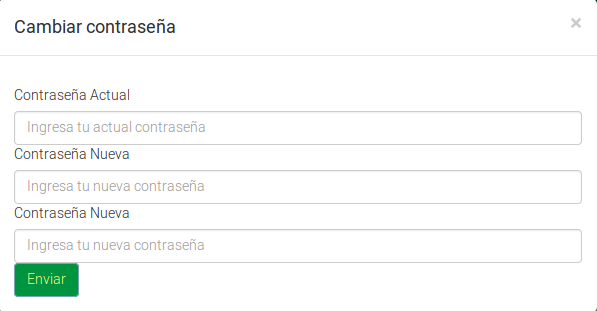 Cambiar contraseña
×
Contraseña Actual
Ingresa tu actual contraseña
Contraseña Nueva
Ingresa tu nueva contraseña
Contraseña Nueva
Ingresa tu nueva contraseña
Enviar